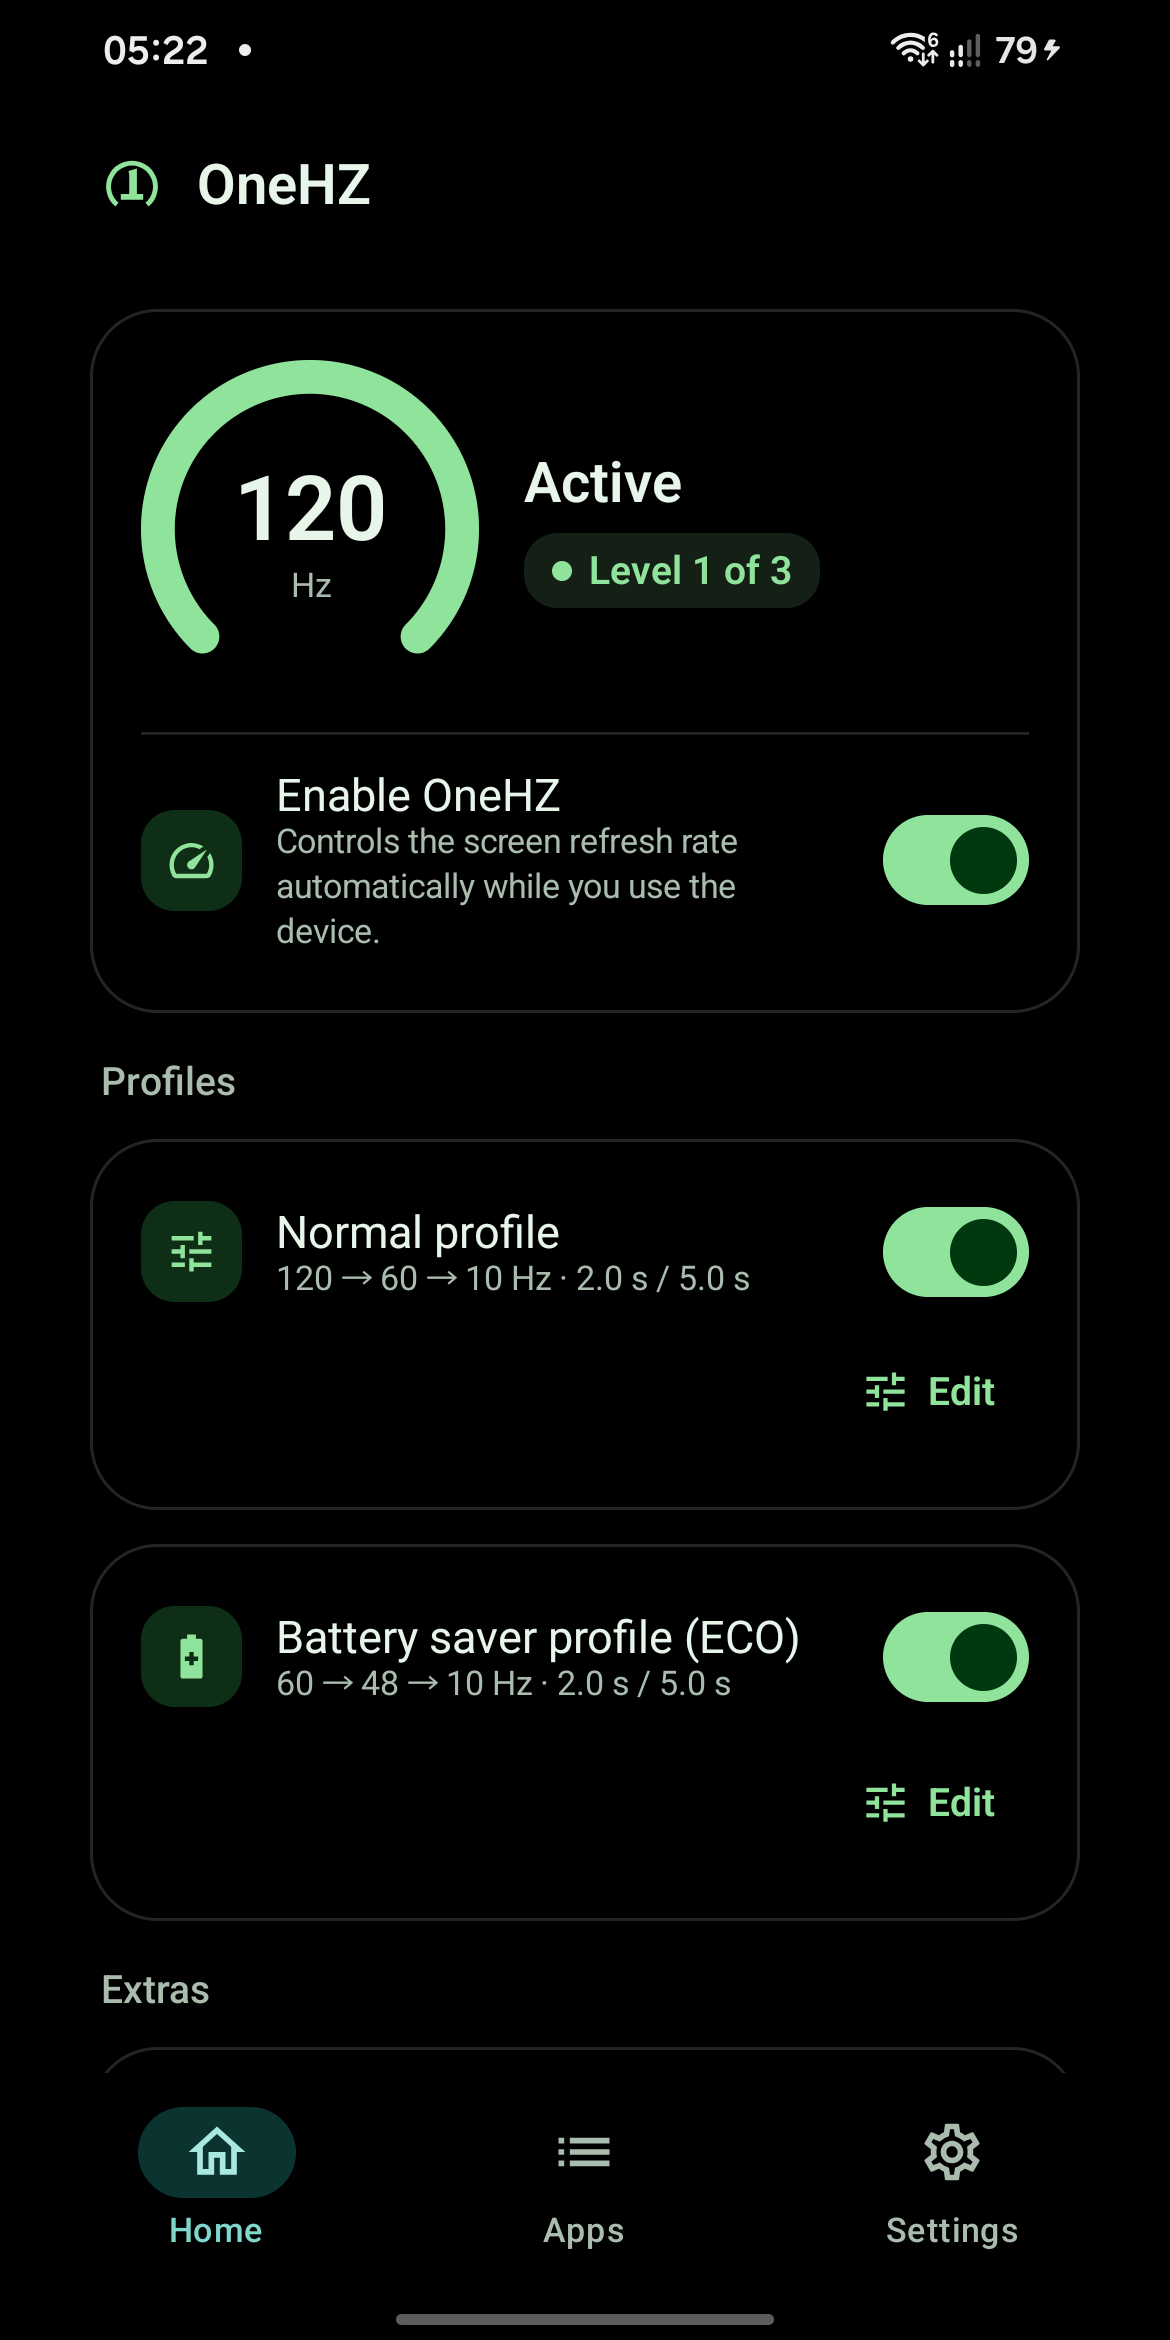 05:22
6
79
1
OneHZ
120
Hz
Active
Level 1 of 3
Enable OneHZ
Controls the screen refresh rate
automatically while you use the
device.
Profiles
Normal profile
120 → 60 → 10 Hz · 2.0 s / 5.0 s
Edit
Battery saver profile (ECO)
60 → 48 → 10 Hz · 2.0 s / 5.0 s
Edit
Extras
Home
Apps
Settings